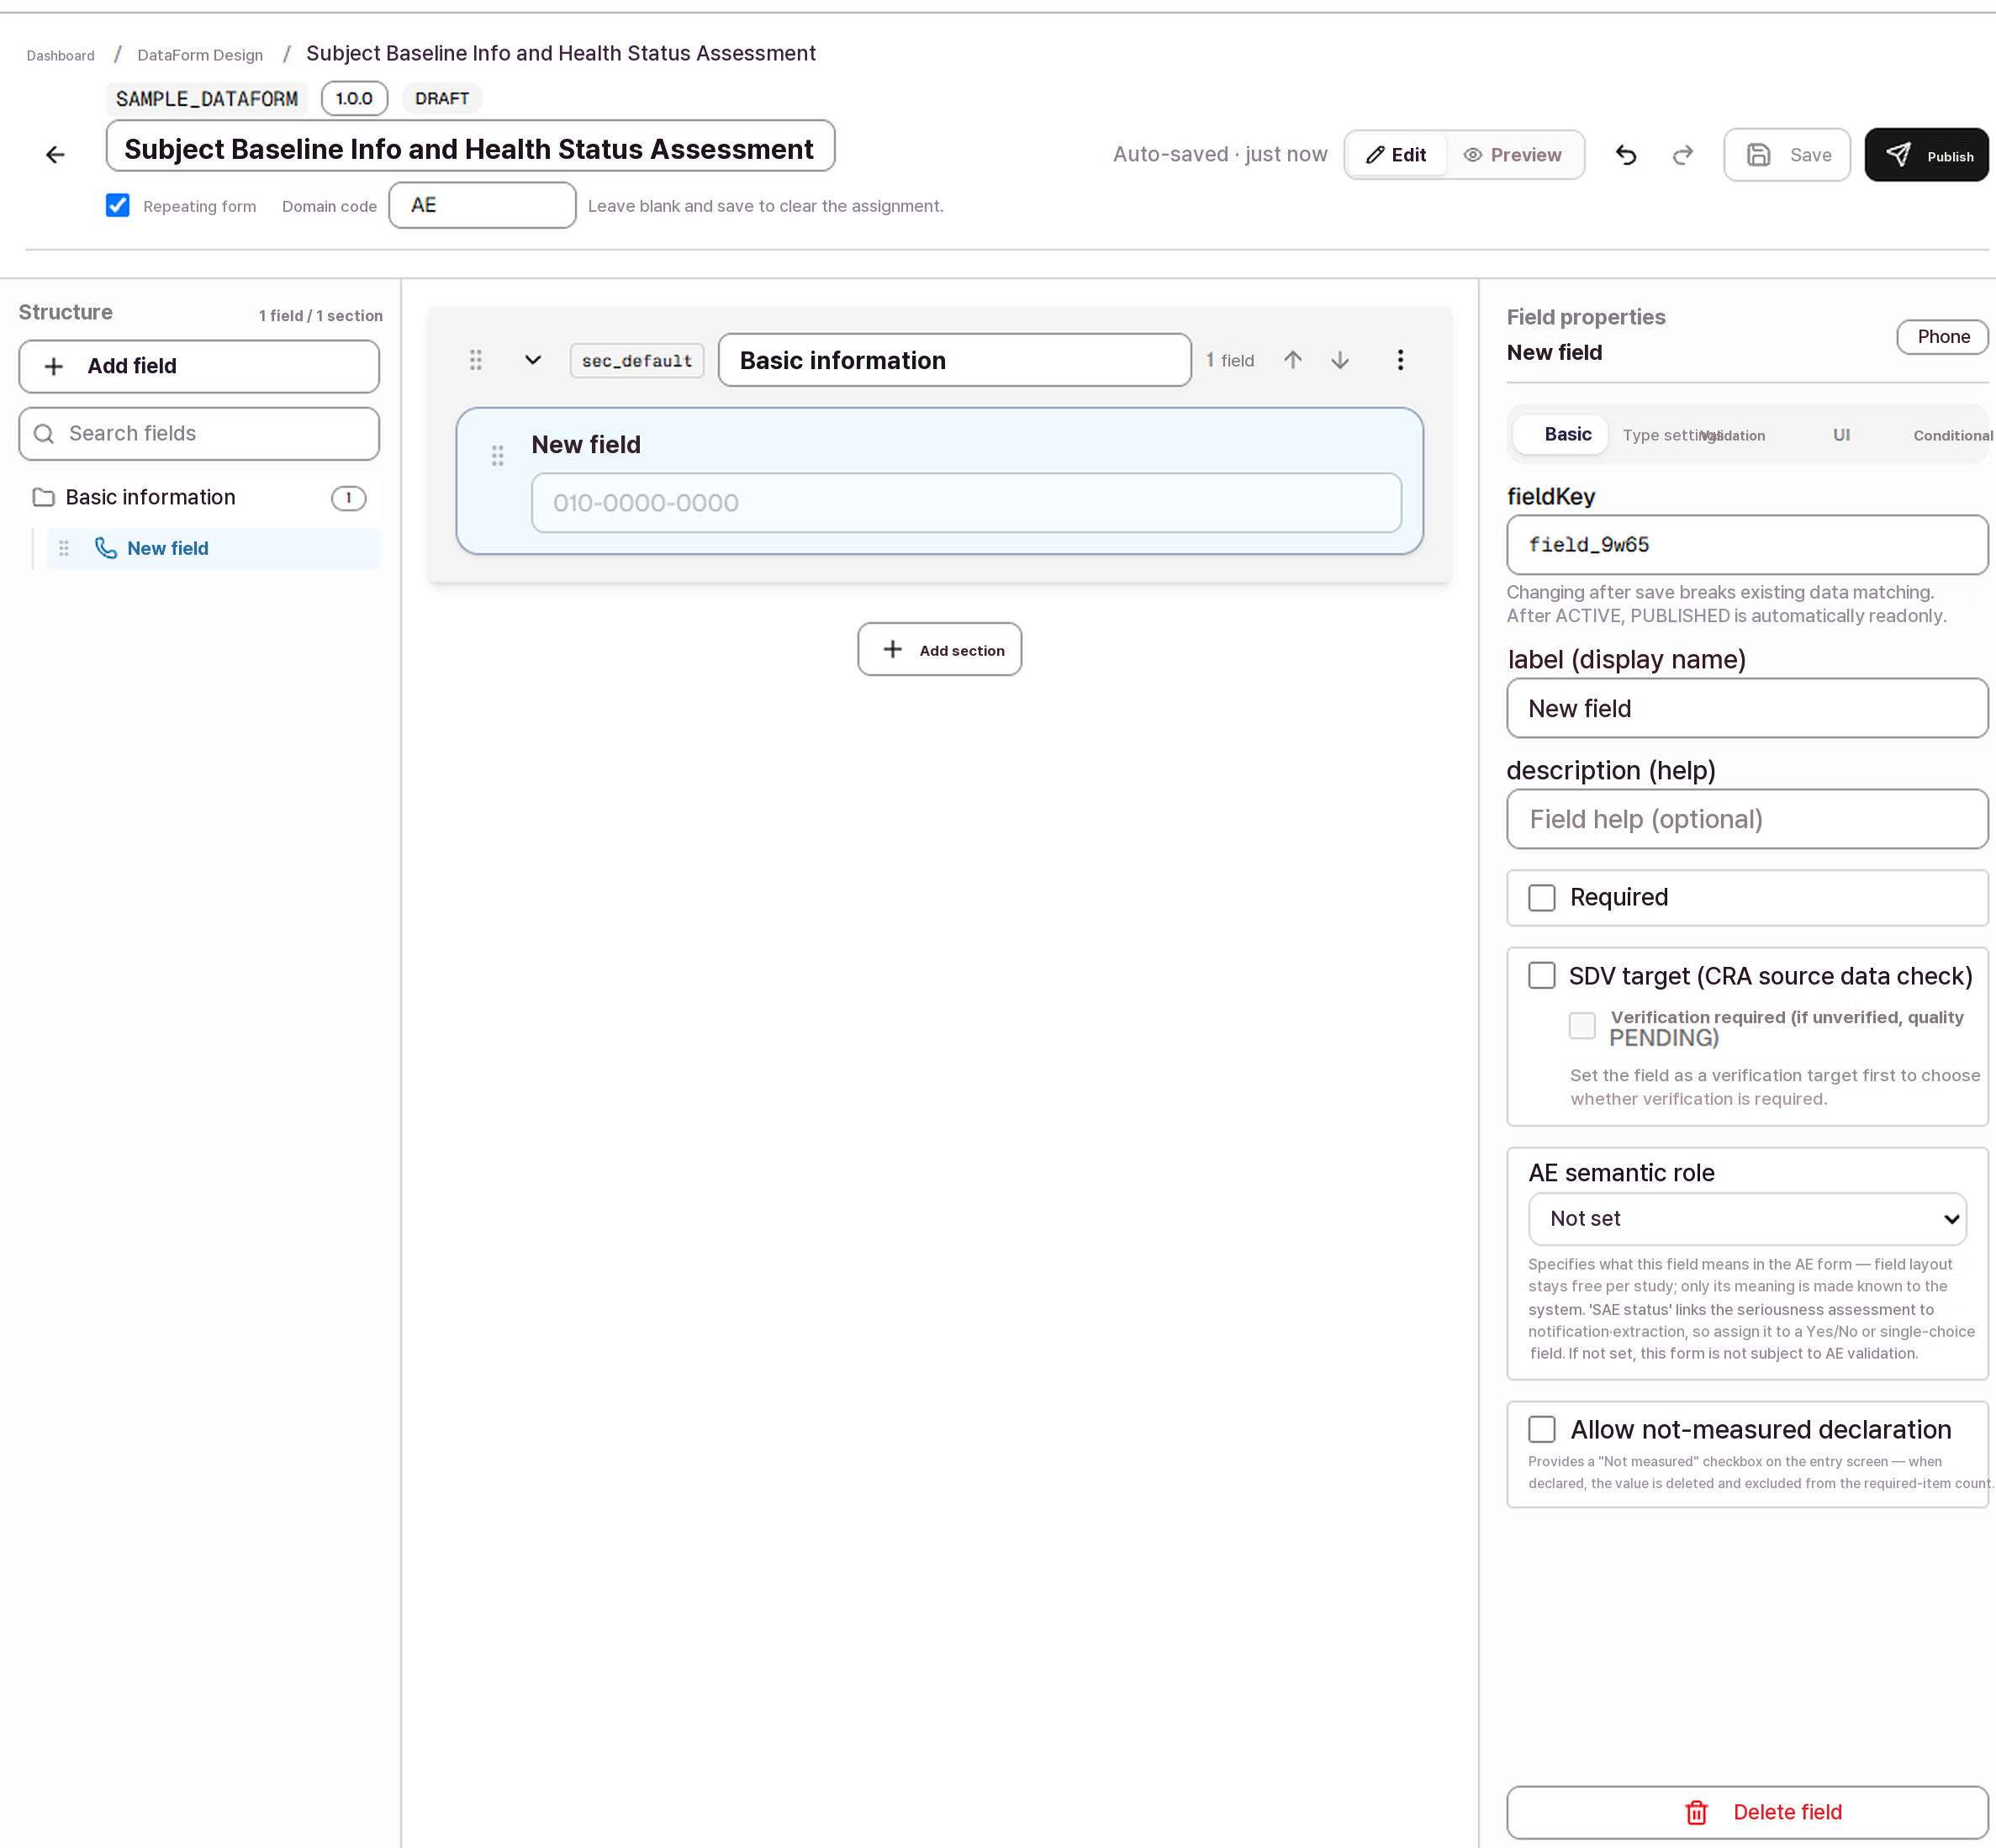 Dashboard / DataForm Design / Subject Baseline Info and Health Status Assessment
SAMPLE_DATAFORM 1.0.0 DRAFT
Subject Baseline Info and Health Status Assessment
Auto-saved · just now Edit Preview Save Publish
Repeating form Domain code AE Leave blank and save to clear the assignment.
Structure 1 field / 1 section
Add field
Search fields
Basic information 1
New field
sec_default Basic information 1 field
New field
010-0000-0000
Add section
Field properties
New field
Phone
Basic Type settings Validation UI Conditional
fieldKey
field_9w65
Changing after save breaks existing data matching.
After ACTIVE, PUBLISHED is automatically readonly.
label (display name)
New field
description (help)
Field help (optional)
Required
SDV target (CRA source data check)
Verification required (if unverified, quality
PENDING)
Set the field as a verification target first to choose
whether verification is required.
AE semantic role
Not set
Specifies what this field means in the AE form — field layout
stays free per study; only its meaning is made known to the
system. 'SAE status' links the seriousness assessment to
notification·extraction, so assign it to a Yes/No or single-choice
field. If not set, this form is not subject to AE validation.
Allow not-measured declaration
Provides a "Not measured" checkbox on the entry screen — when
declared, the value is deleted and excluded from the required-item count.
Delete field